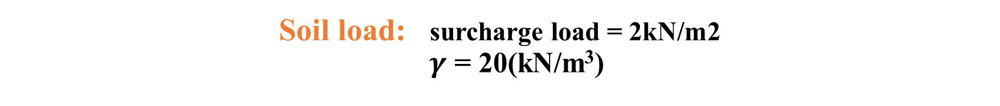 Soil load: surcharge load = 2kN/m2
γ = 20(kN/m³)